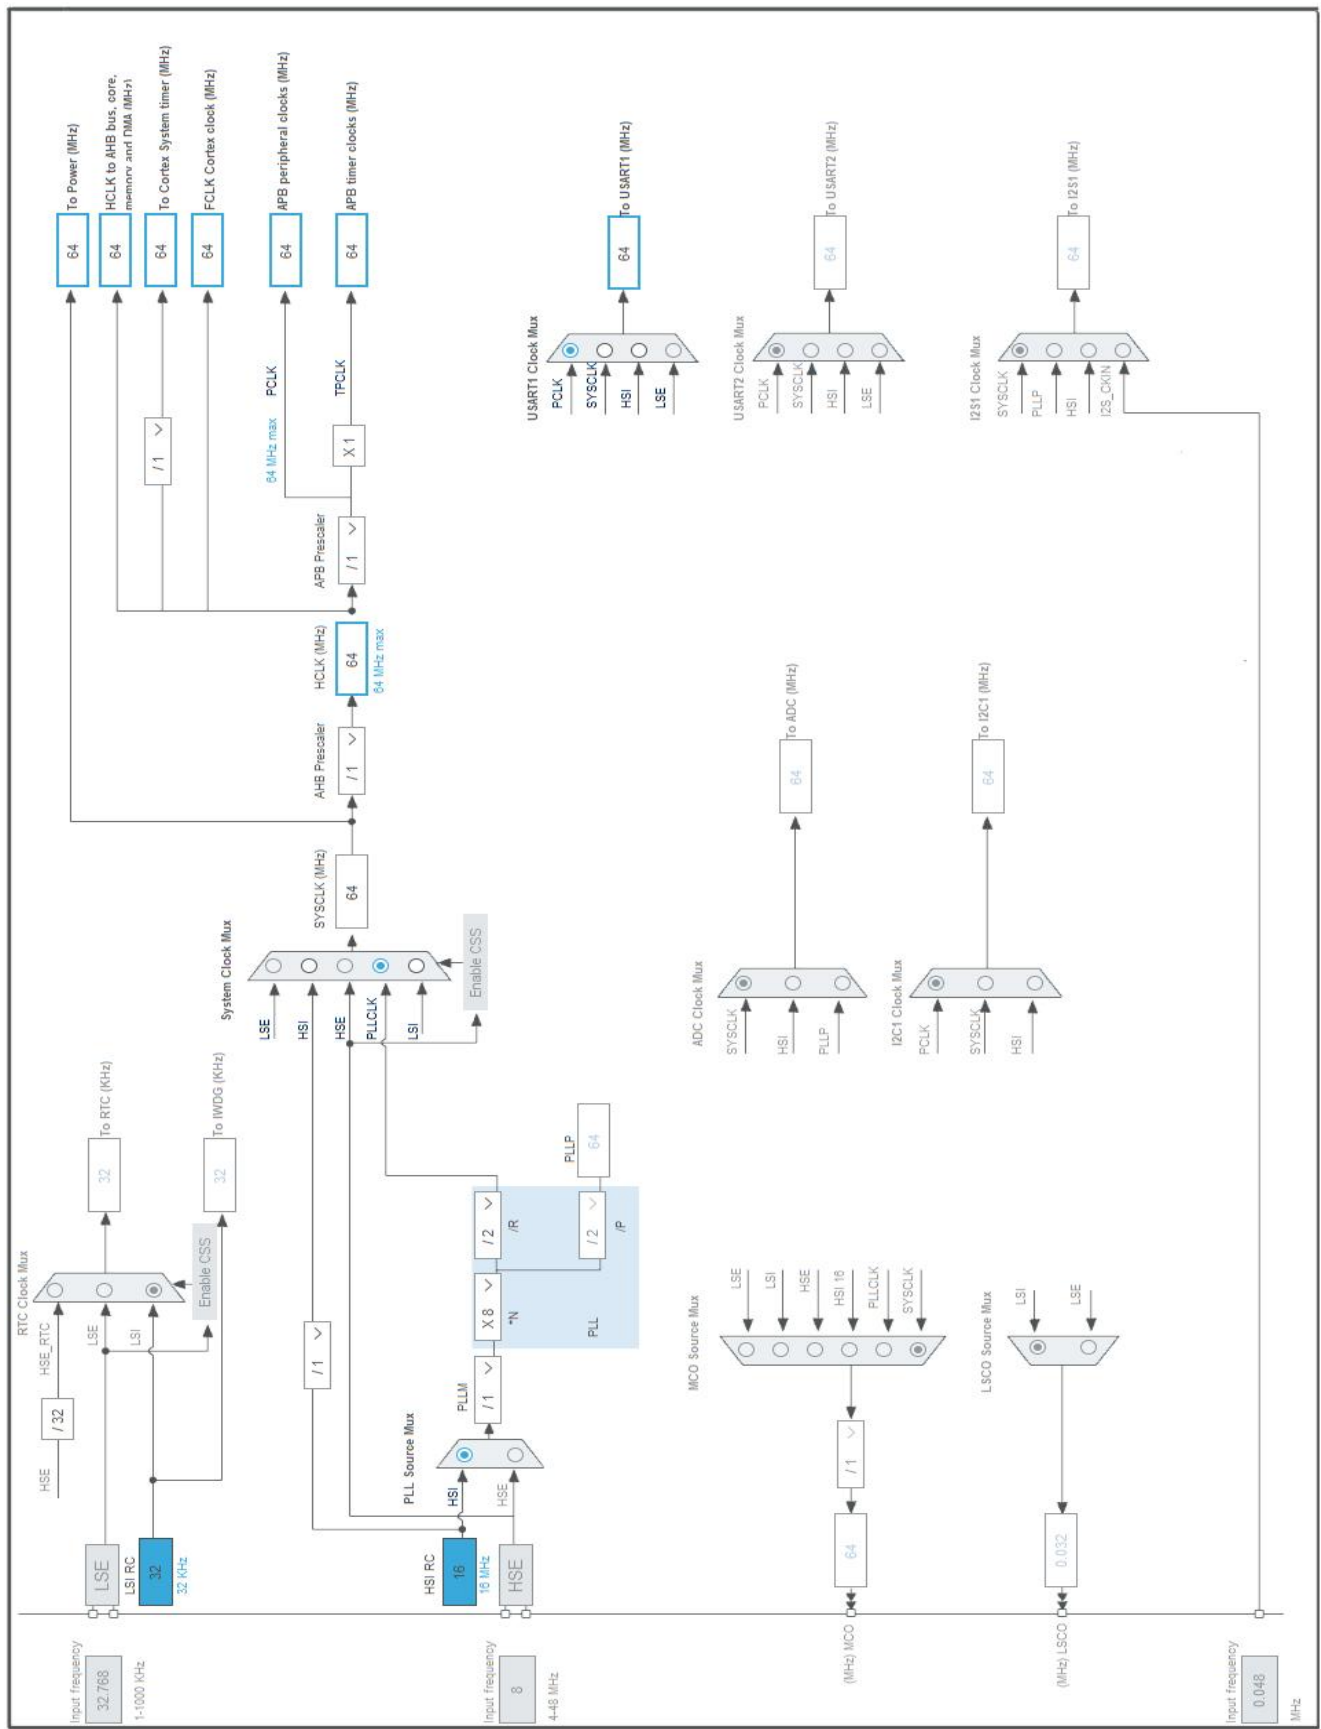 RTC Clock Mux
HSE
/ 32
HSE_RTC
Input frequency
32.768
1-1000 KHz
LSE
LSE
32
To RTC (KHz)
LSI RC
32
32 KHz
LSI
Enable CSS
32
To IWDG (KHz)
64
To Power (MHz)
64
HCLK to AHB bus, core,
memory and DMA (MHz)
/ 1
64
To Cortex System timer (MHz)
64
FCLK Cortex clock (MHz)
System Clock Mux
LSE
HSI
HSE
PLLCLK
LSI
Enable CSS
/ 1
SYSCLK (MHz)
64
AHB Prescaler
/ 1
HCLK (MHz)
64
64 MHz max
APB Prescaler
/ 1
64 MHz max
PCLK
64
APB peripheral clocks (MHz)
X 1
TPCLK
64
APB timer clocks (MHz)
PLL Source Mux
HSI RC
16
16 MHz
HSI
HSE
Input frequency
8
4-48 MHz
HSE
PLLM
/ 1
X 8
*N
/ 2
/R
PLL
/ 2
/P
PLLP
64
USART1 Clock Mux
PCLK
SYSCLK
HSI
LSE
64
To USART1 (MHz)
MCO Source Mux
LSE
LSI
HSE
HSI 16
PLLCLK
SYSCLK
(MHz) MCO
64
/ 1
ADC Clock Mux
SYSCLK
HSI
PLLP
64
To ADC (MHz)
USART2 Clock Mux
PCLK
SYSCLK
HSI
LSE
64
To USART2 (MHz)
LSCO Source Mux
LSI
LSE
(MHz) LSCO
0.032
I2C1 Clock Mux
PCLK
SYSCLK
HSI
64
To I2C1 (MHz)
I2S1 Clock Mux
SYSCLK
PLLP
HSI
I2S_CKIN
64
To I2S1 (MHz)
Input frequency
0.048
MHz